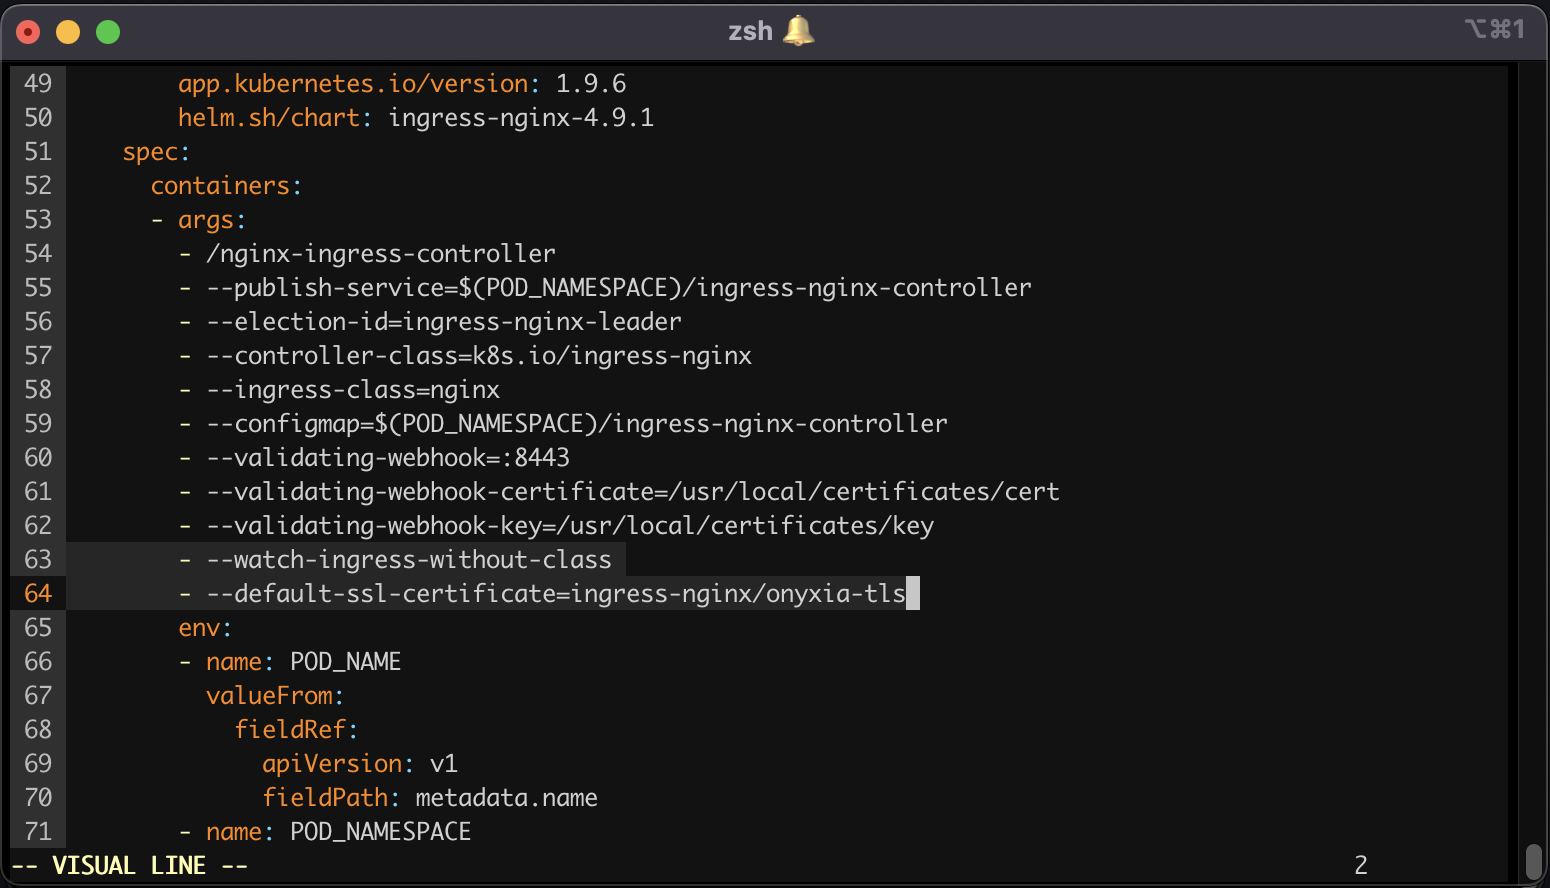 zsh 🔔 ⌥⌘1
49 app.kubernetes.io/version: 1.9.6
50 helm.sh/chart: ingress-nginx-4.9.1
51 spec:
52 containers:
53 - args:
54 - /nginx-ingress-controller
55 - --publish-service=$(POD_NAMESPACE)/ingress-nginx-controller
56 - --election-id=ingress-nginx-leader
57 - --controller-class=k8s.io/ingress-nginx
58 - --ingress-class=nginx
59 - --configmap=$(POD_NAMESPACE)/ingress-nginx-controller
60 - --validating-webhook=:8443
61 - --validating-webhook-certificate=/usr/local/certificates/cert
62 - --validating-webhook-key=/usr/local/certificates/key
63 - --watch-ingress-without-class
64 - --default-ssl-certificate=ingress-nginx/onyxia-tls
65 env:
66 - name: POD_NAME
67 valueFrom:
68 fieldRef:
69 apiVersion: v1
70 fieldPath: metadata.name
71 - name: POD_NAMESPACE
-- VISUAL LINE -- 2